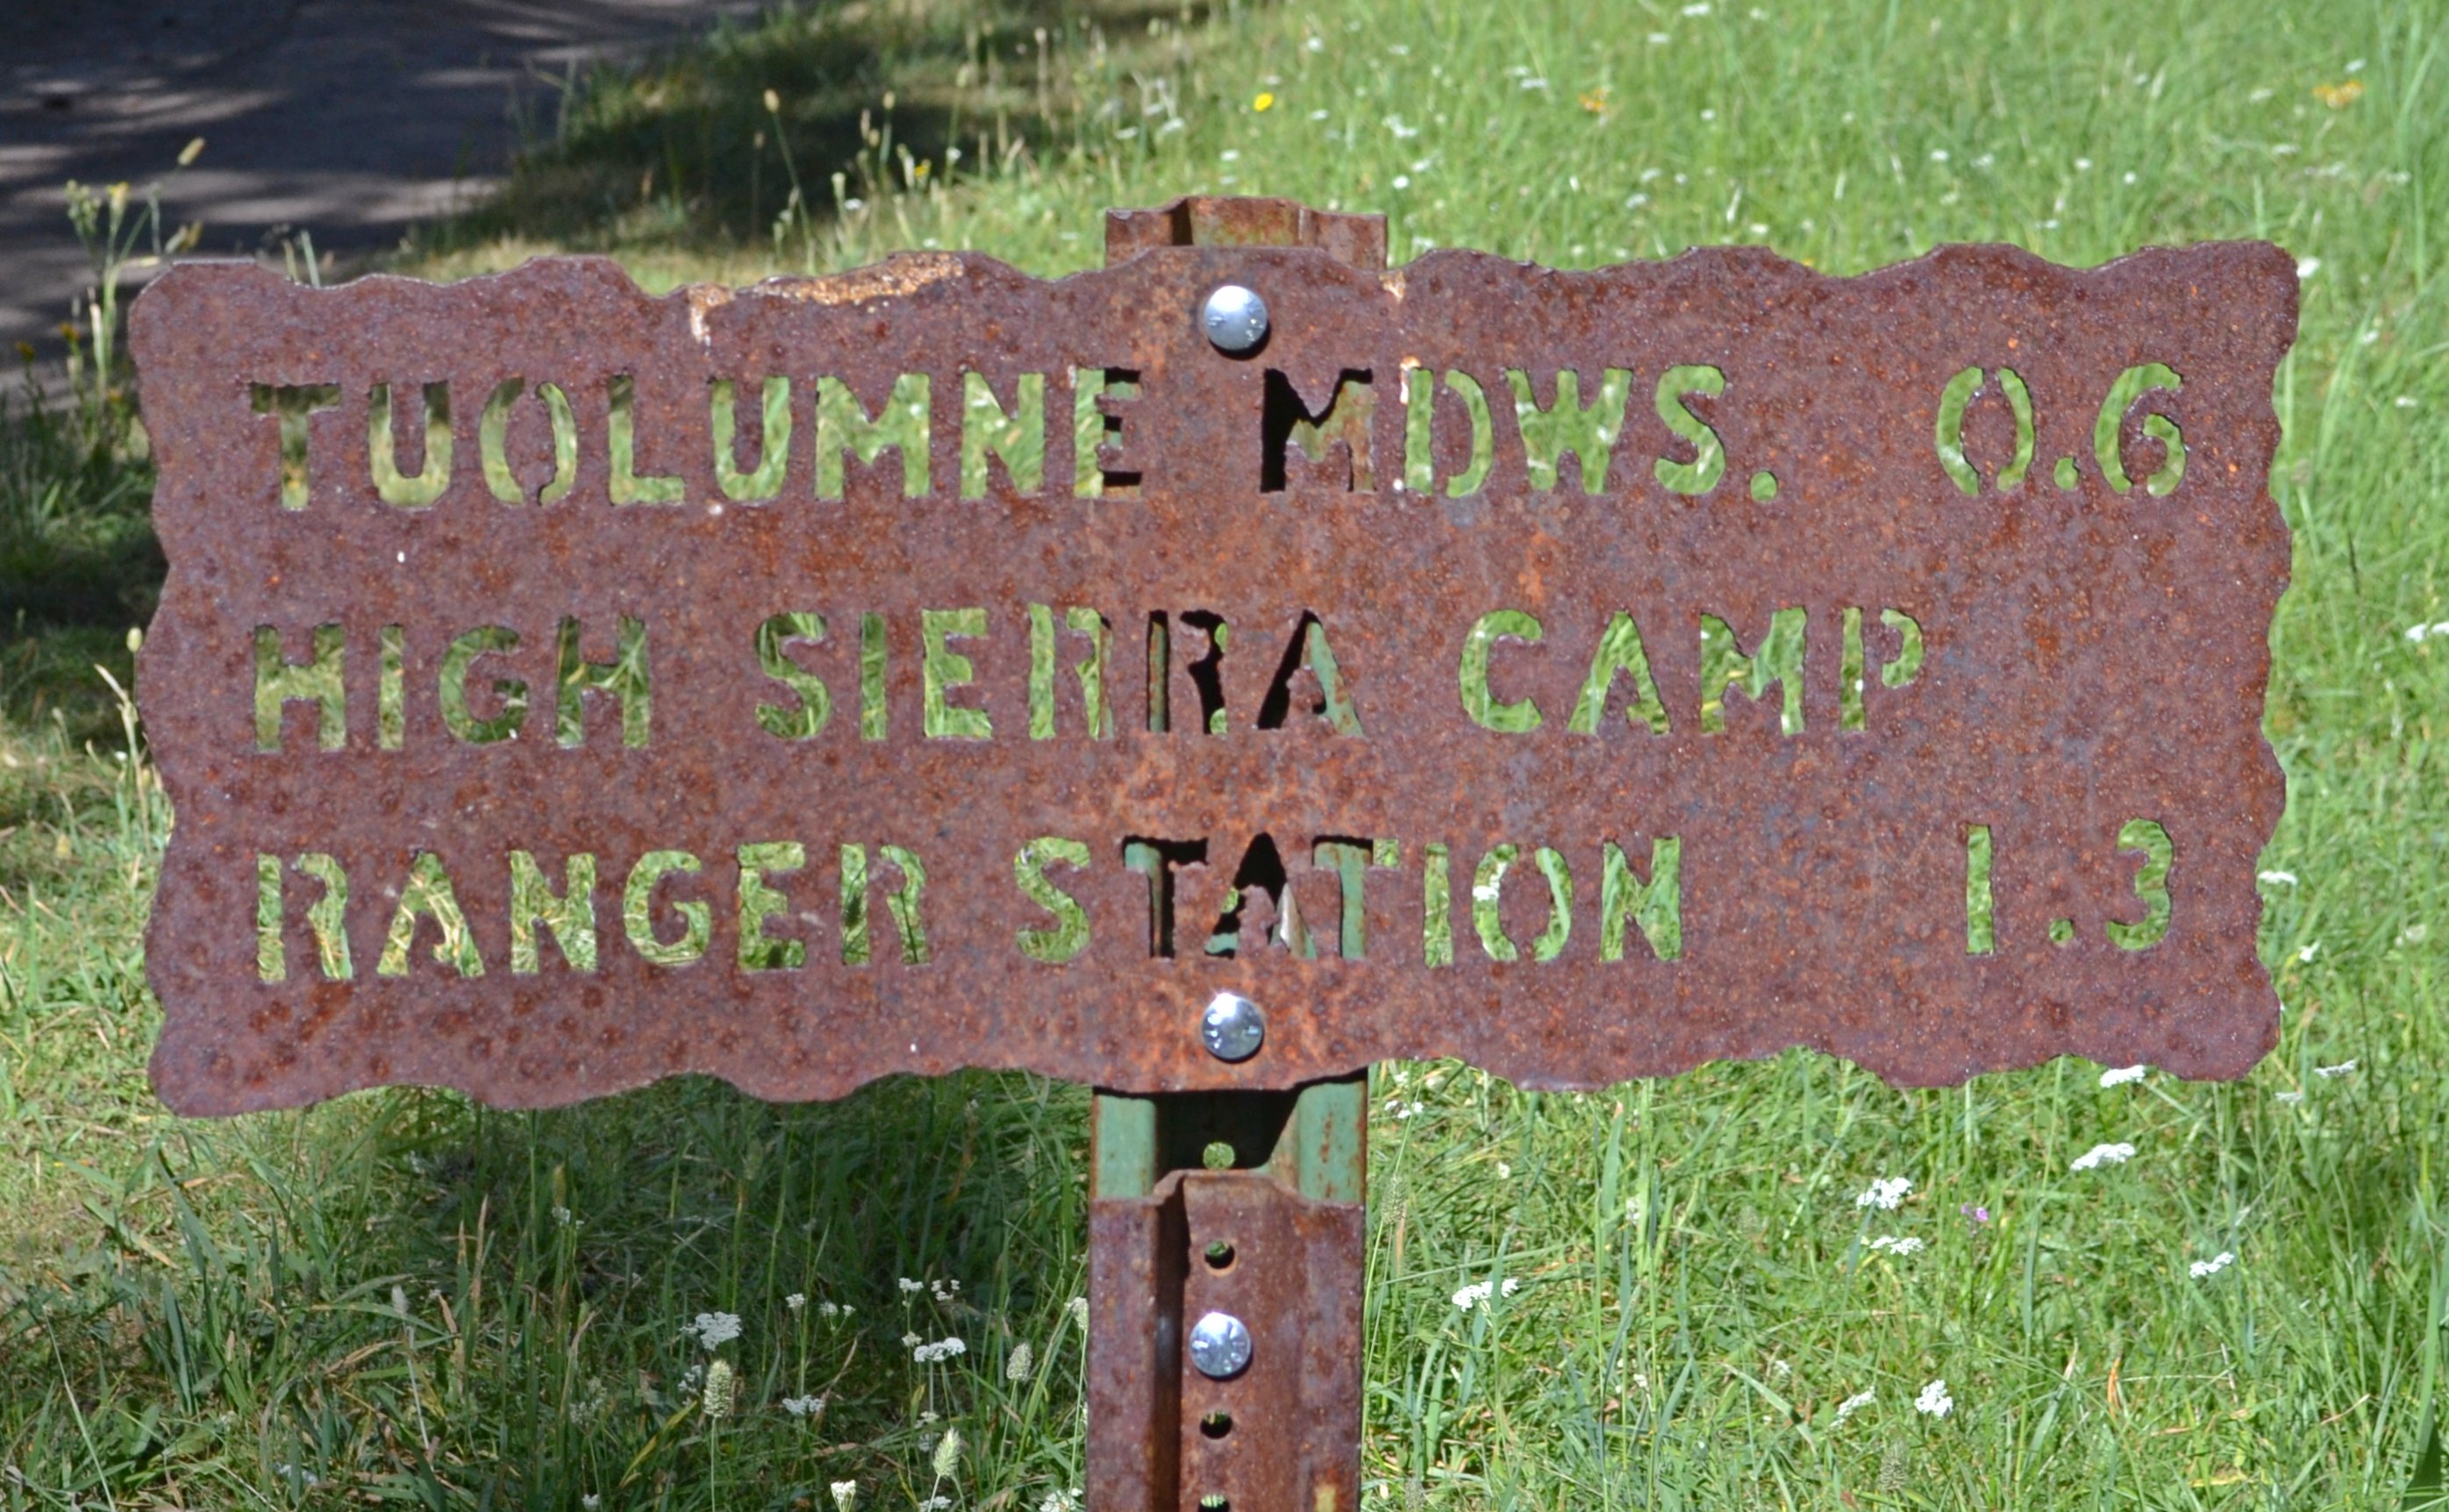 TUOLUMNE MDWS. 0.6
HIGH SIERRA CAMP
RANGER STATION 1.3